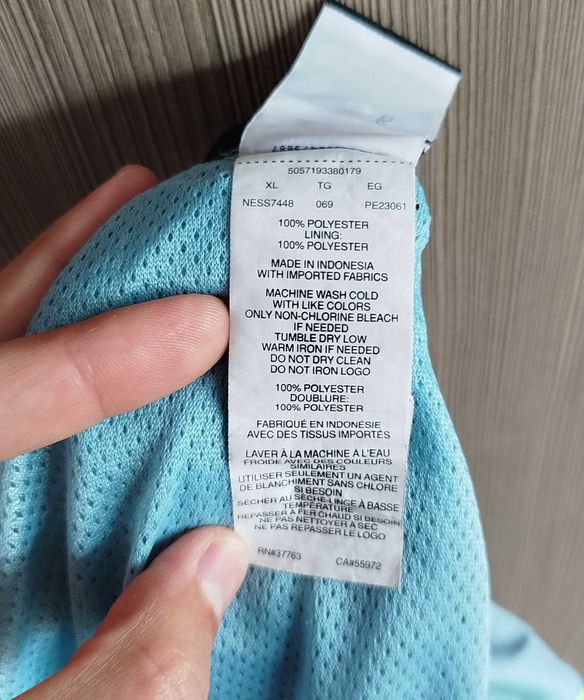 5057193380179
XL TG EG
NESS7448 069 PE23061
100% POLYESTER
LINING:
100% POLYESTER
MADE IN INDONESIA
WITH IMPORTED FABRICS
MACHINE WASH COLD
WITH LIKE COLORS
ONLY NON-CHLORINE BLEACH
IF NEEDED
TUMBLE DRY LOW
WARM IRON IF NEEDED
DO NOT DRY CLEAN
DO NOT IRON LOGO
100% POLYESTER
DOUBLURE:
100% POLYESTER
FABRIQUÉ EN INDONÉSIE
AVEC DES TISSUS IMPORTÉS
LAVER À LA MACHINE À L'EAU
FROIDE AVEC DES COULEURS
SIMILAIRES
UTILISER SEULEMENT UN AGENT
DE BLANCHIMENT SANS CHLORE
SI BESOIN
SÉCHER AU SÈCHE-LINGE À BASSE
TEMPÉRATURE
REPASSER À FER CHAUD SI BESOIN
NE PAS NETTOYER A SEC
NE PAS REPASSER LE LOGO
RN#37763 CA#55972